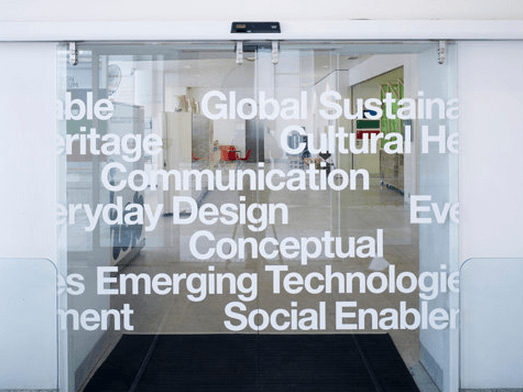 able Global Sustaina
eritage Cultural He
Communication
eryday Design Eve
Conceptual
es Emerging Technologie
ment Social Enabler